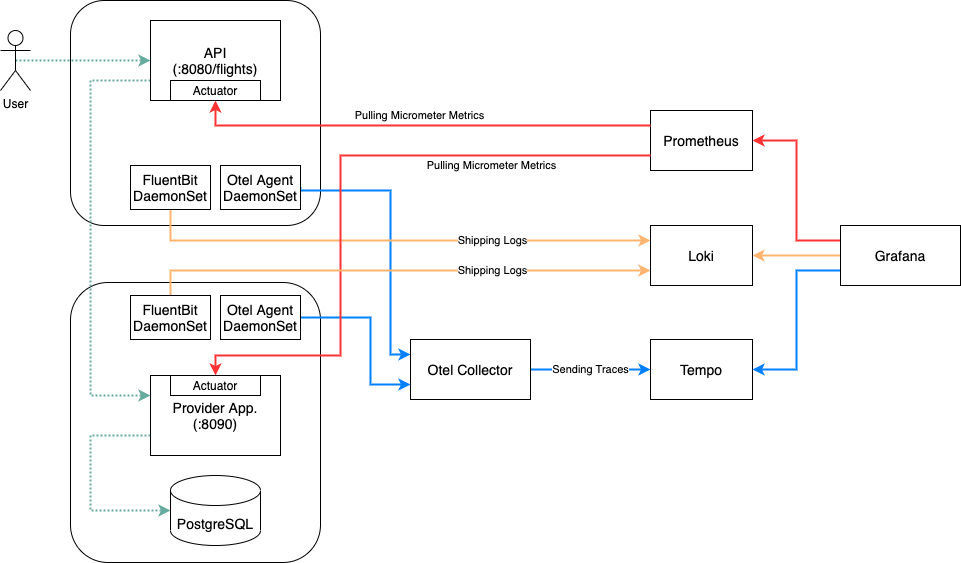 API
(:8080/flights)
Actuator
User
Pulling Micrometer Metrics
Prometheus
Pulling Micrometer Metrics
FluentBit
DaemonSet
Otel Agent
DaemonSet
Shipping Logs
Loki
Grafana
Shipping Logs
FluentBit
DaemonSet
Otel Agent
DaemonSet
Otel Collector
Sending Traces
Tempo
Actuator
Provider App.
(:8090)
PostgreSQL